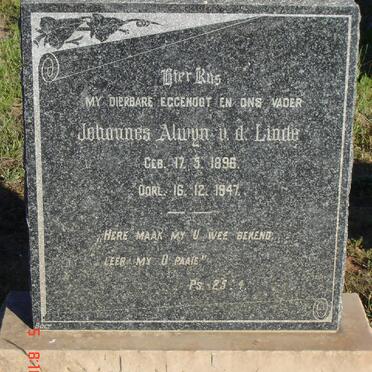 Hier Rus
MY DIERBARE EGGENOOT EN ONS VADER
Johannes Alwyn v. d. Linde
GEB. 17. 3. 1896
OORL. 16. 12. 1947.
„HERE MAAK MY U WEË BEKEND,
LEER MY U PAAIE"
PS. 25 : 4.